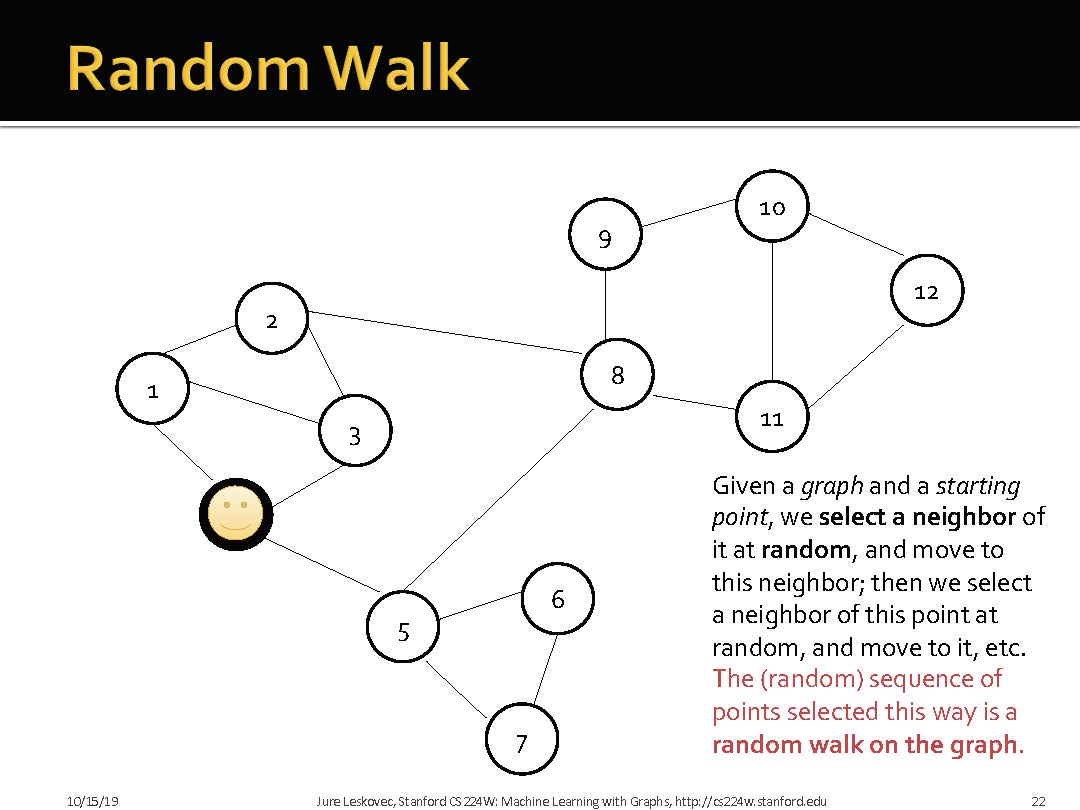 Random Walk
10
9
12
2
8
1
11
3
Given a graph and a starting
point, we select a neighbor of
it at random, and move to
this neighbor; then we select
a neighbor of this point at
random, and move to it, etc.
The (random) sequence of
points selected this way is a
random walk on the graph.
6
5
7
10/15/19
Jure Leskovec, Stanford CS224W: Machine Learning with Graphs, http://cs224w.stanford.edu
22